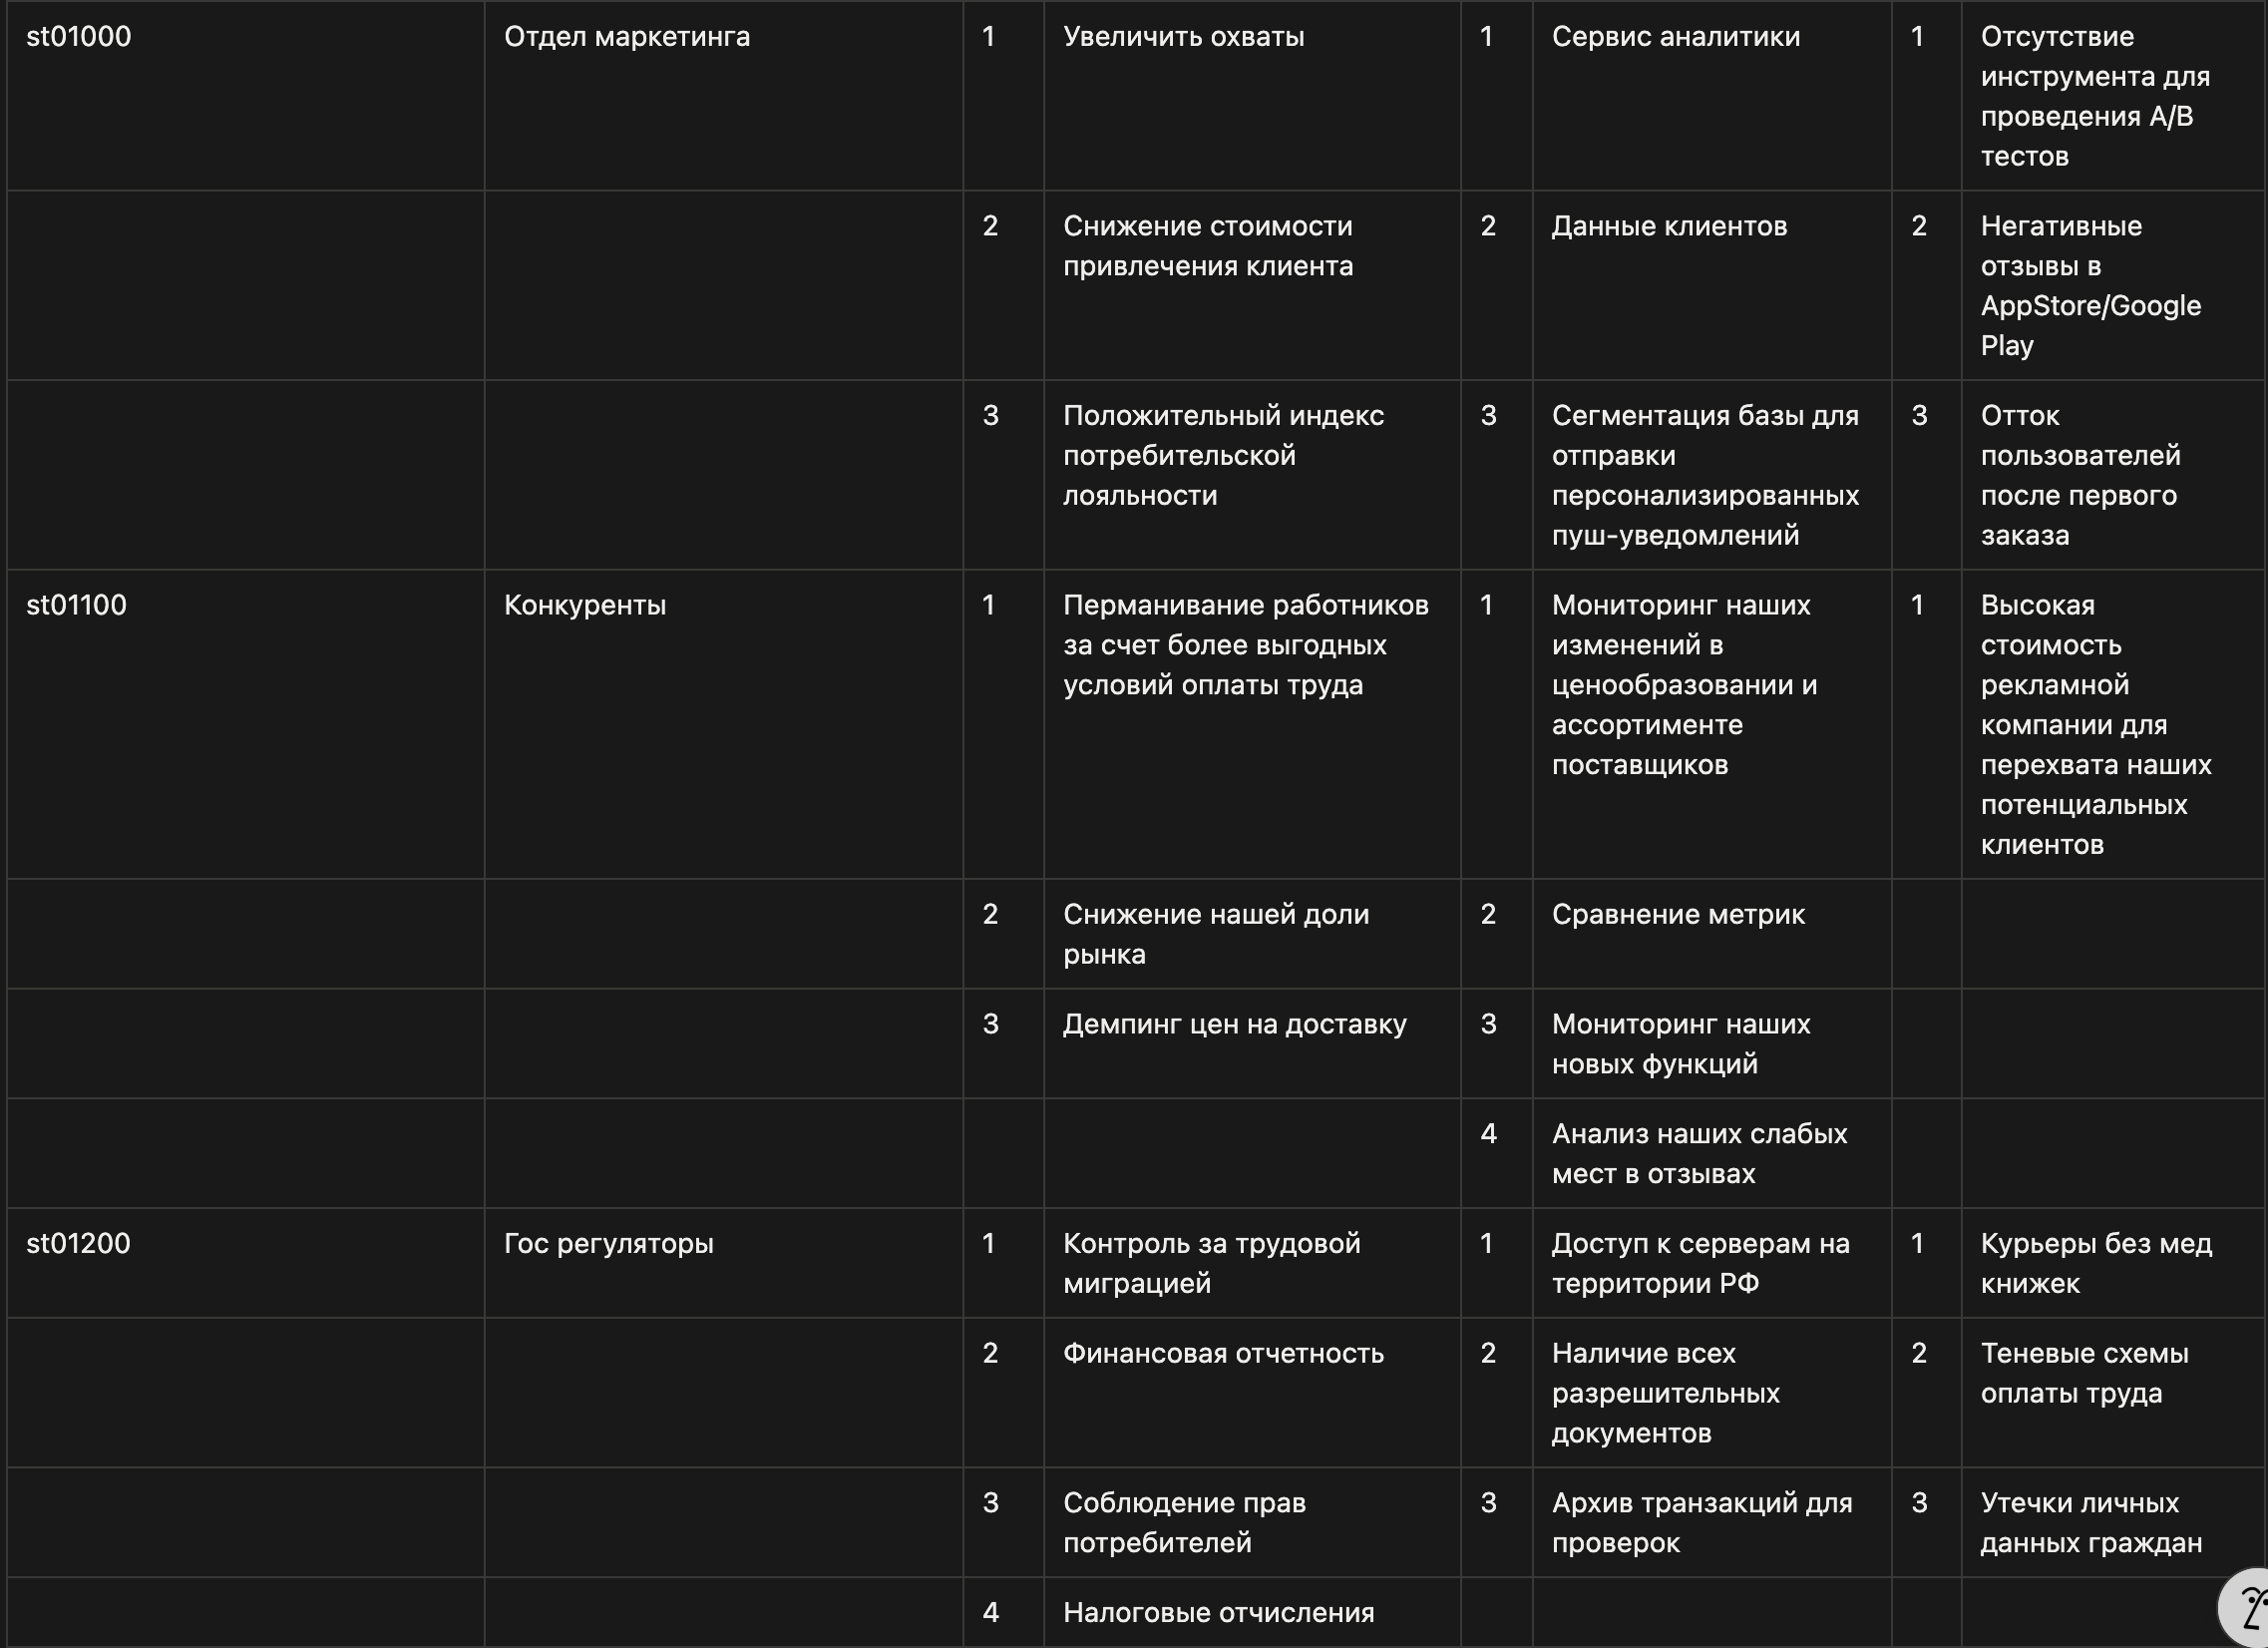 st01000
Отдел маркетинга
1
Увеличить охваты
1
Сервис аналитики
1
Отсутствие
инструмента для
проведения A/B
тестов
2
Снижение стоимости
привлечения клиента
2
Данные клиентов
2
Негативные
отзывы в
AppStore/Google
Play
3
Положительный индекс
потребительской
лояльности
3
Сегментация базы для
отправки
персонализированных
пуш-уведомлений
3
Отток
пользователей
после первого
заказа
st01100
Конкуренты
1
Перманивание работников
за счет более выгодных
условий оплаты труда
1
Мониторинг наших
изменений в
ценообразовании и
ассортименте
поставщиков
1
Высокая
стоимость
рекламной
компании для
перехвата наших
потенциальных
клиентов
2
Снижение нашей доли
рынка
2
Сравнение метрик
3
Демпинг цен на доставку
3
Мониторинг наших
новых функций
4
Анализ наших слабых
мест в отзывах
st01200
Гос регуляторы
1
Контроль за трудовой
миграцией
1
Доступ к серверам на
территории РФ
1
Курьеры без мед
книжек
2
Финансовая отчетность
2
Наличие всех
разрешительных
документов
2
Теневые схемы
оплаты труда
3
Соблюдение прав
потребителей
3
Архив транзакций для
проверок
3
Утечки личных
данных граждан
4
Налоговые отчисления